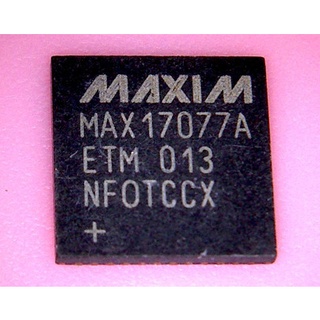 MAXIM
MAX17077A
ETM 013
NFOTCCX
+